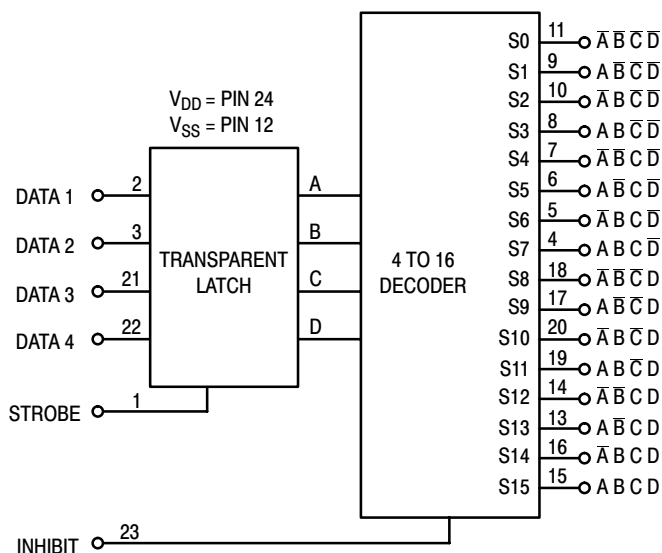 V_DD = PIN 24
V_SS = PIN 12
DATA 1 2
DATA 2 3
DATA 3 21
DATA 4 22
STROBE 1
INHIBIT 23
TRANSPARENT
LATCH
A
B
C
D
4 TO 16
DECODER
S0 11 A̅ B̅ C̅ D̅
S1 9 A B̅ C̅ D̅
S2 10 A̅ B C̅ D̅
S3 8 A B C̅ D̅
S4 7 A̅ B̅ C D̅
S5 6 A B̅ C D̅
S6 5 A̅ B C D̅
S7 4 A B C D̅
S8 18 A̅ B̅ C̅ D
S9 17 A B̅ C̅ D
S10 20 A̅ B C̅ D
S11 19 A B C̅ D
S12 14 A̅ B̅ C D
S13 13 A B̅ C D
S14 16 A̅ B C D
S15 15 A B C D